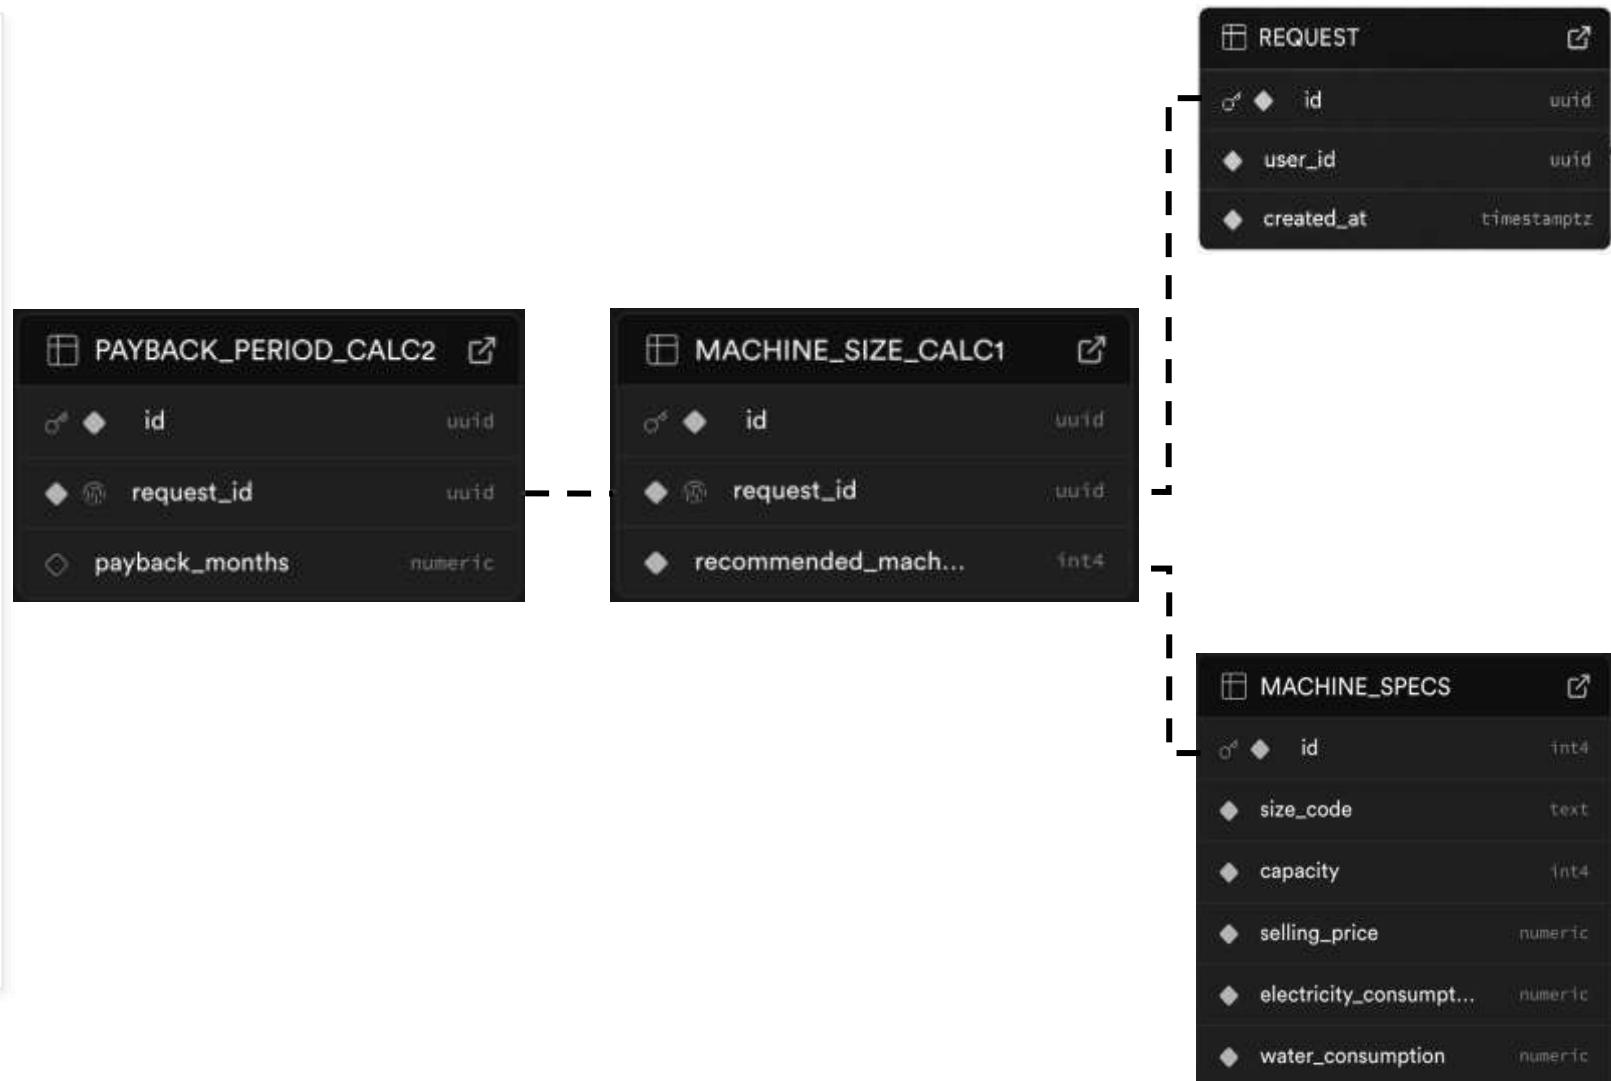 REQUEST
id uuid
user_id uuid
created_at timestamptz
PAYBACK_PERIOD_CALC2
id uuid
request_id uuid
payback_months numeric
MACHINE_SIZE_CALC1
id uuid
request_id uuid
recommended_mach... int4
MACHINE_SPECS
id int4
size_code text
capacity int4
selling_price numeric
electricity_consumpt... numeric
water_consumption numeric